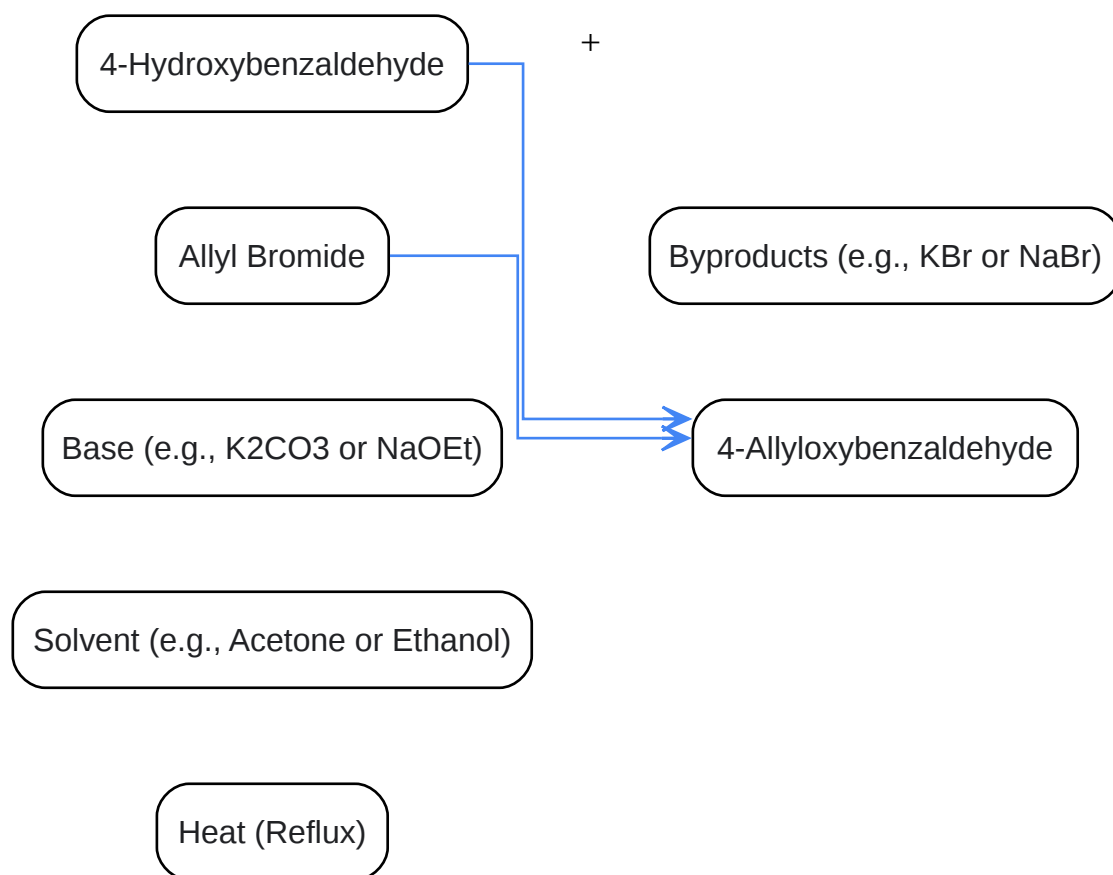 4-Hydroxybenzaldehyde
+
Allyl Bromide
Byproducts (e.g., KBr or NaBr)
Base (e.g., K2CO3 or NaOEt)
4-Allyloxybenzaldehyde
Solvent (e.g., Acetone or Ethanol)
Heat (Reflux)